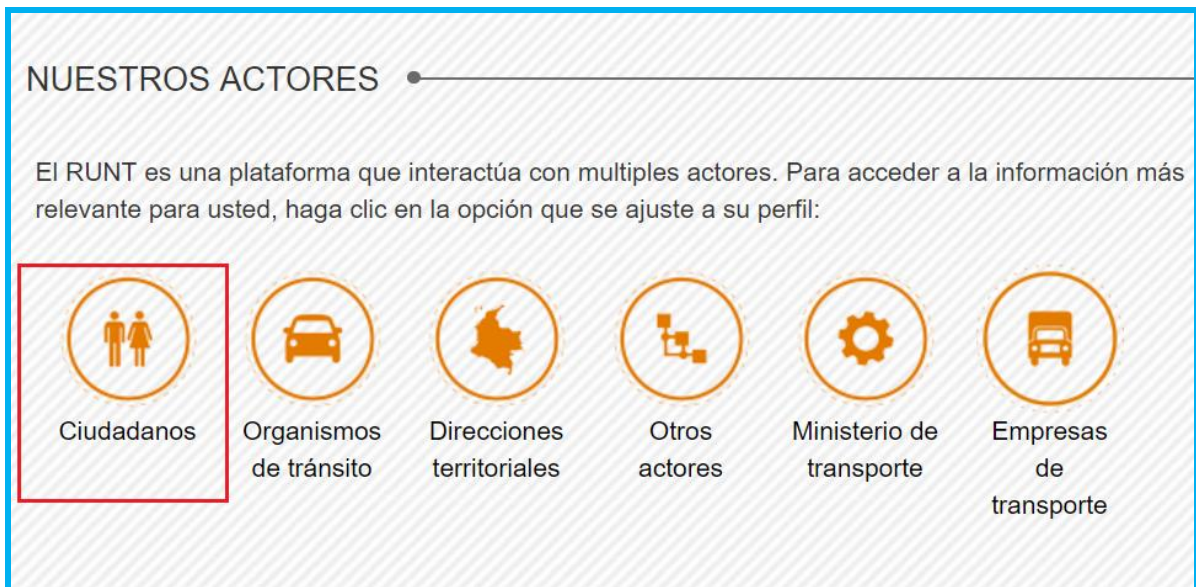 NUESTROS ACTORES
El RUNT es una plataforma que interactúa con multiples actores. Para acceder a la información más
relevante para usted, haga clic en la opción que se ajuste a su perfil:
Ciudadanos
Organismos
de tránsito
Direcciones
territoriales
Otros
actores
Ministerio de
transporte
Empresas
de
transporte